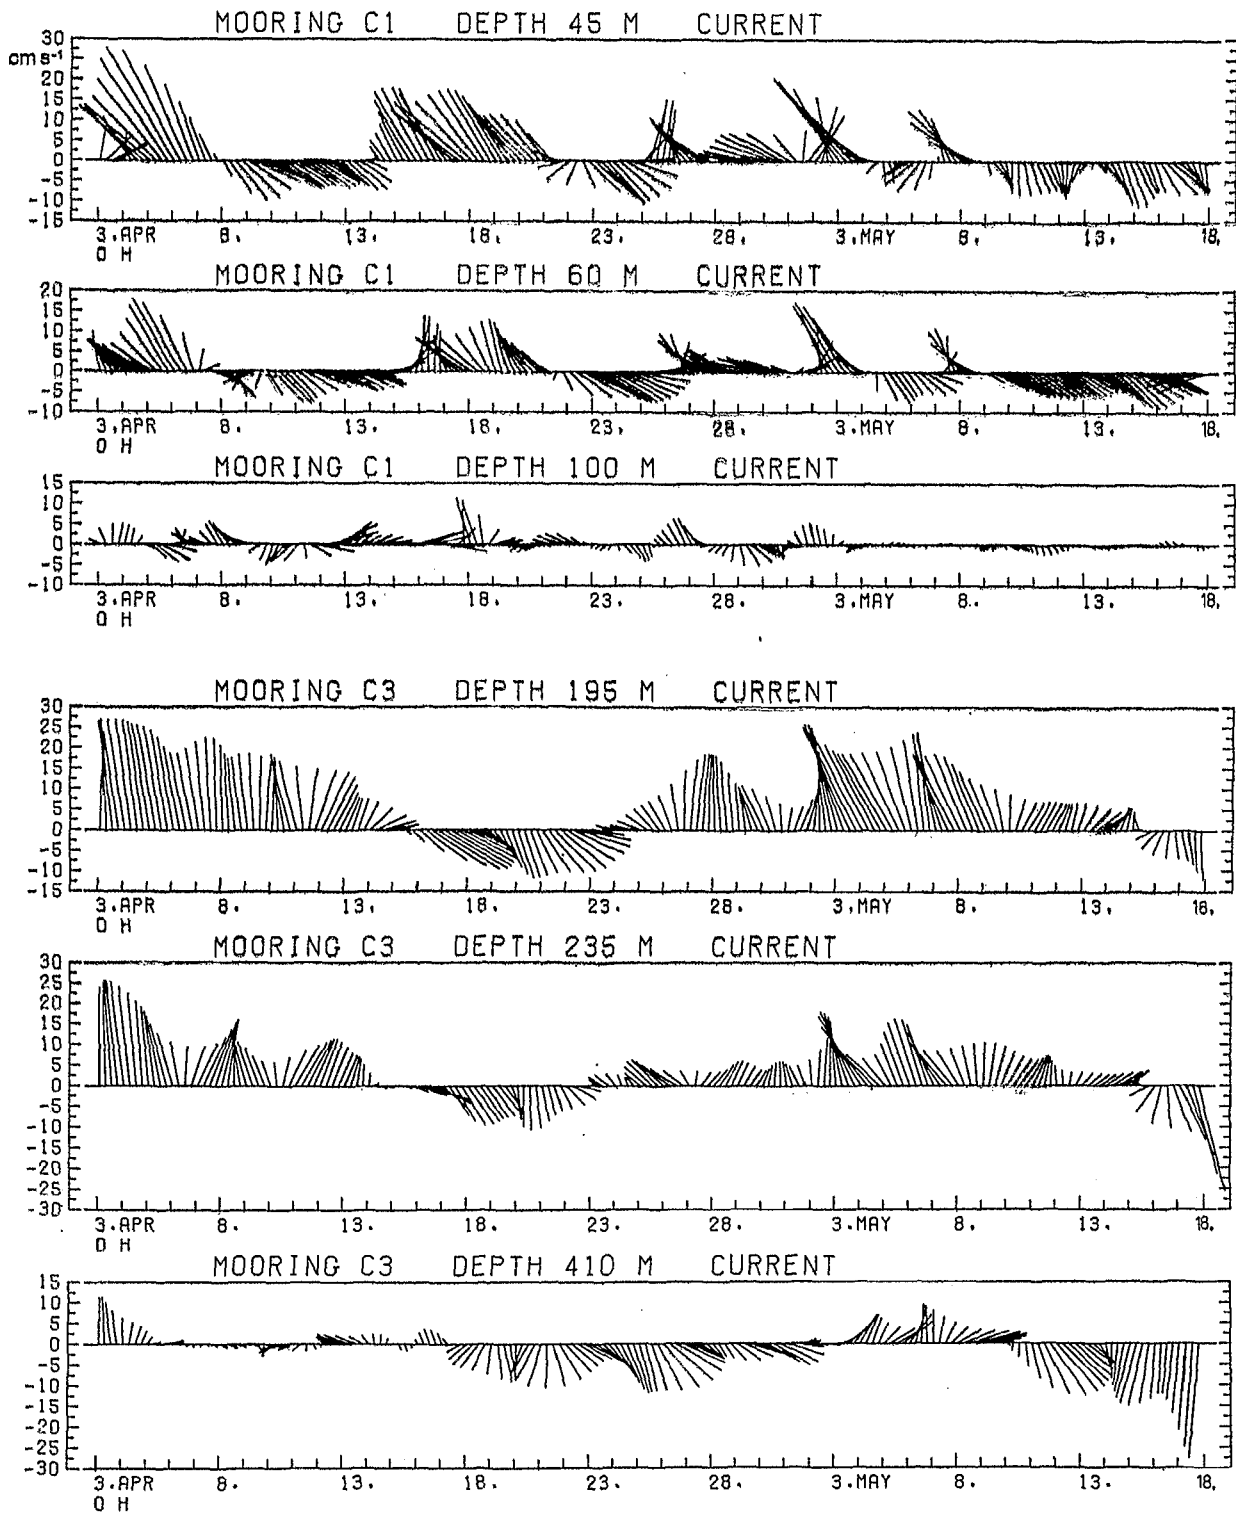 MOORING C1 DEPTH 45 M CURRENT
30
cm s⁻¹
20
15
10
5
0
-5
-10
-15
3.APR 8. 13. 18. 23. 28. 3.MAY 8. 13. 18.
0 H
MOORING C1 DEPTH 60 M CURRENT
20
15
10
5
0
-5
-10
3.APR 8. 13. 18. 23. 28. 3.MAY 8. 13. 18.
0 H
MOORING C1 DEPTH 100 M CURRENT
15
10
5
0
-5
-10
3.APR 8. 13. 18. 23. 28. 3.MAY 8. 13. 18.
0 H
MOORING C3 DEPTH 195 M CURRENT
30
25
20
15
10
5
0
-5
-10
-15
3.APR 8. 13. 18. 23. 28. 3.MAY 8. 13. 18.
0 H
MOORING C3 DEPTH 235 M CURRENT
30
25
20
15
10
5
0
-5
-10
-15
-20
-25
-30
3.APR 8. 13. 18. 23. 28. 3.MAY 8. 13. 18.
0 H
MOORING C3 DEPTH 410 M CURRENT
15
10
5
0
-5
-10
-15
-20
-25
-30
3.APR 8. 13. 18. 23. 28. 3.MAY 8. 13. 18.
0 H